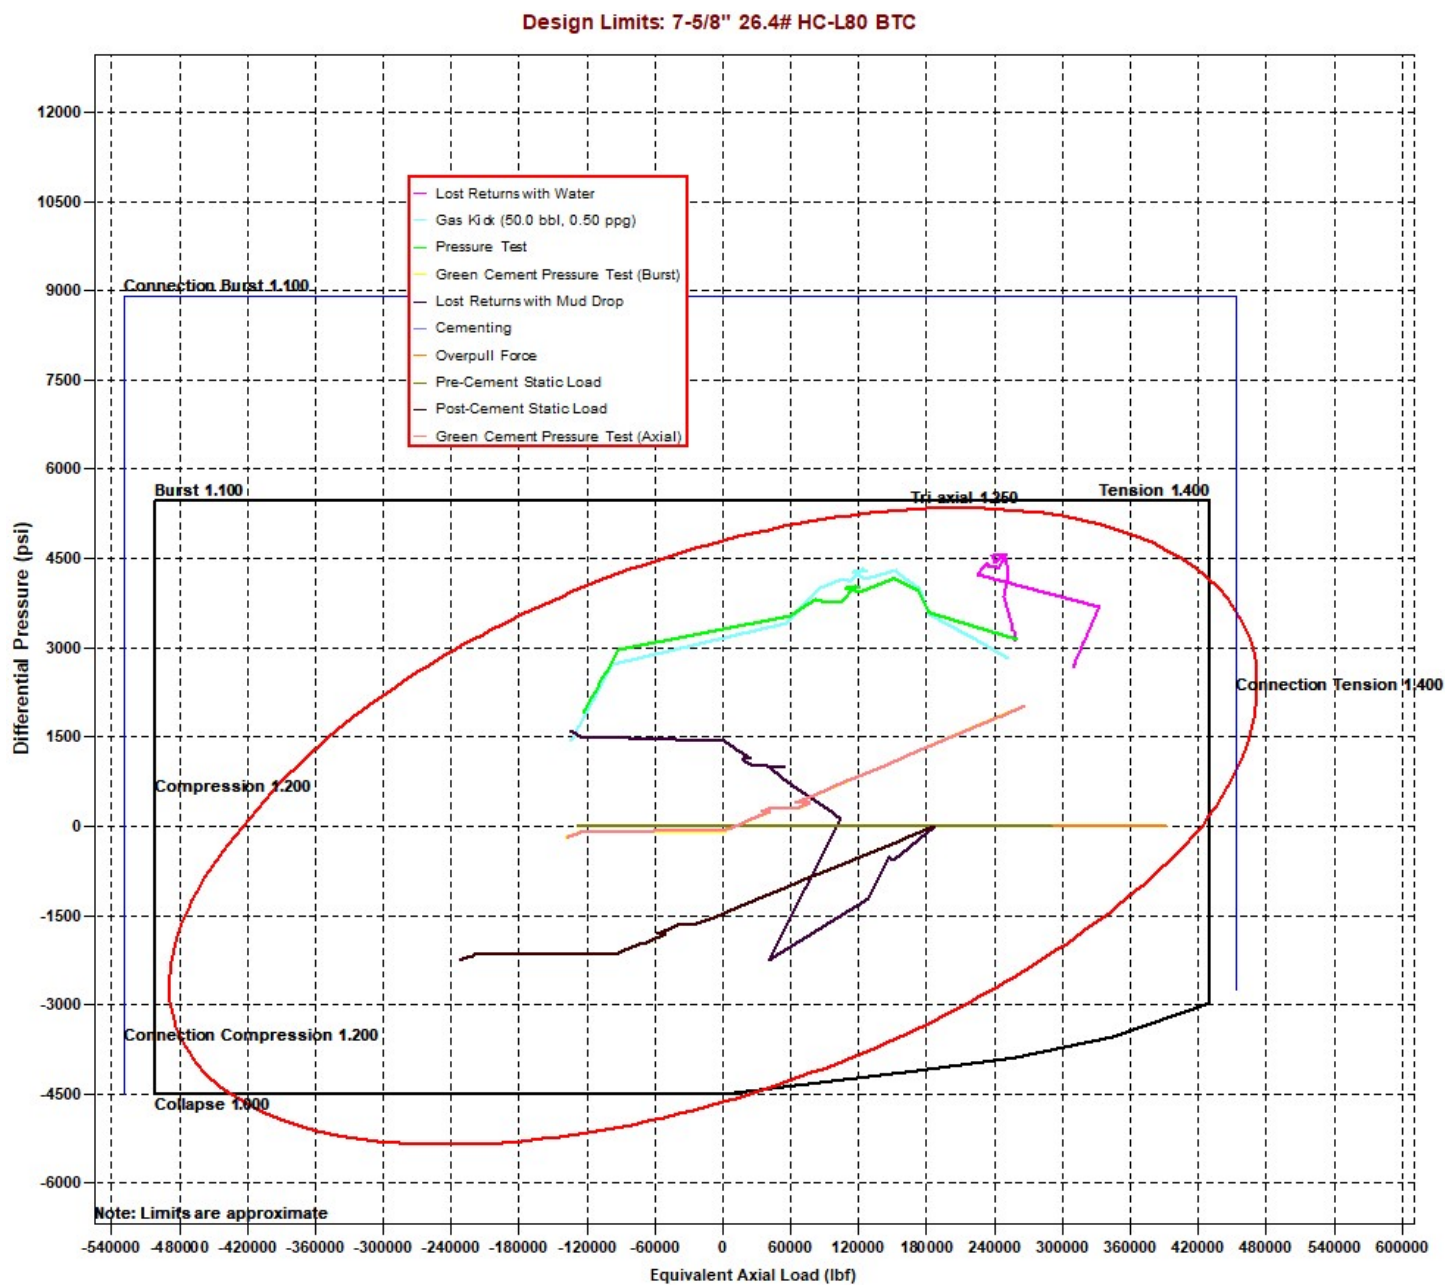 Design Limits: 7-5/8" 26.4# HC-L80 BTC
12000
10500
Lost Returns with Water
Gas Kick (50.0 bbl, 0.50 ppg)
Pressure Test
Green Cement Pressure Test (Burst)
Lost Returns with Mud Drop
Cementing
Overpull Force
Pre-Cement Static Load
Post-Cement Static Load
Green Cement Pressure Test (Axial)
9000
Connection Burst 1.100
7500
6000
Burst 1.100
Tri axial 1.250
Tension 1.400
Differential Pressure (psi)
4500
3000
Connection Tension 1.400
1500
Compression 1.200
0
-1500
-3000
Connection Compression 1.200
-4500
Collapse 1.000
-6000
Note: Limits are approximate
-540000 -480000 -420000 -360000 -300000 -240000 -180000 -120000 -60000 0 60000 120000 180000 240000 300000 360000 420000 480000 540000 600000
Equivalent Axial Load (lbf)